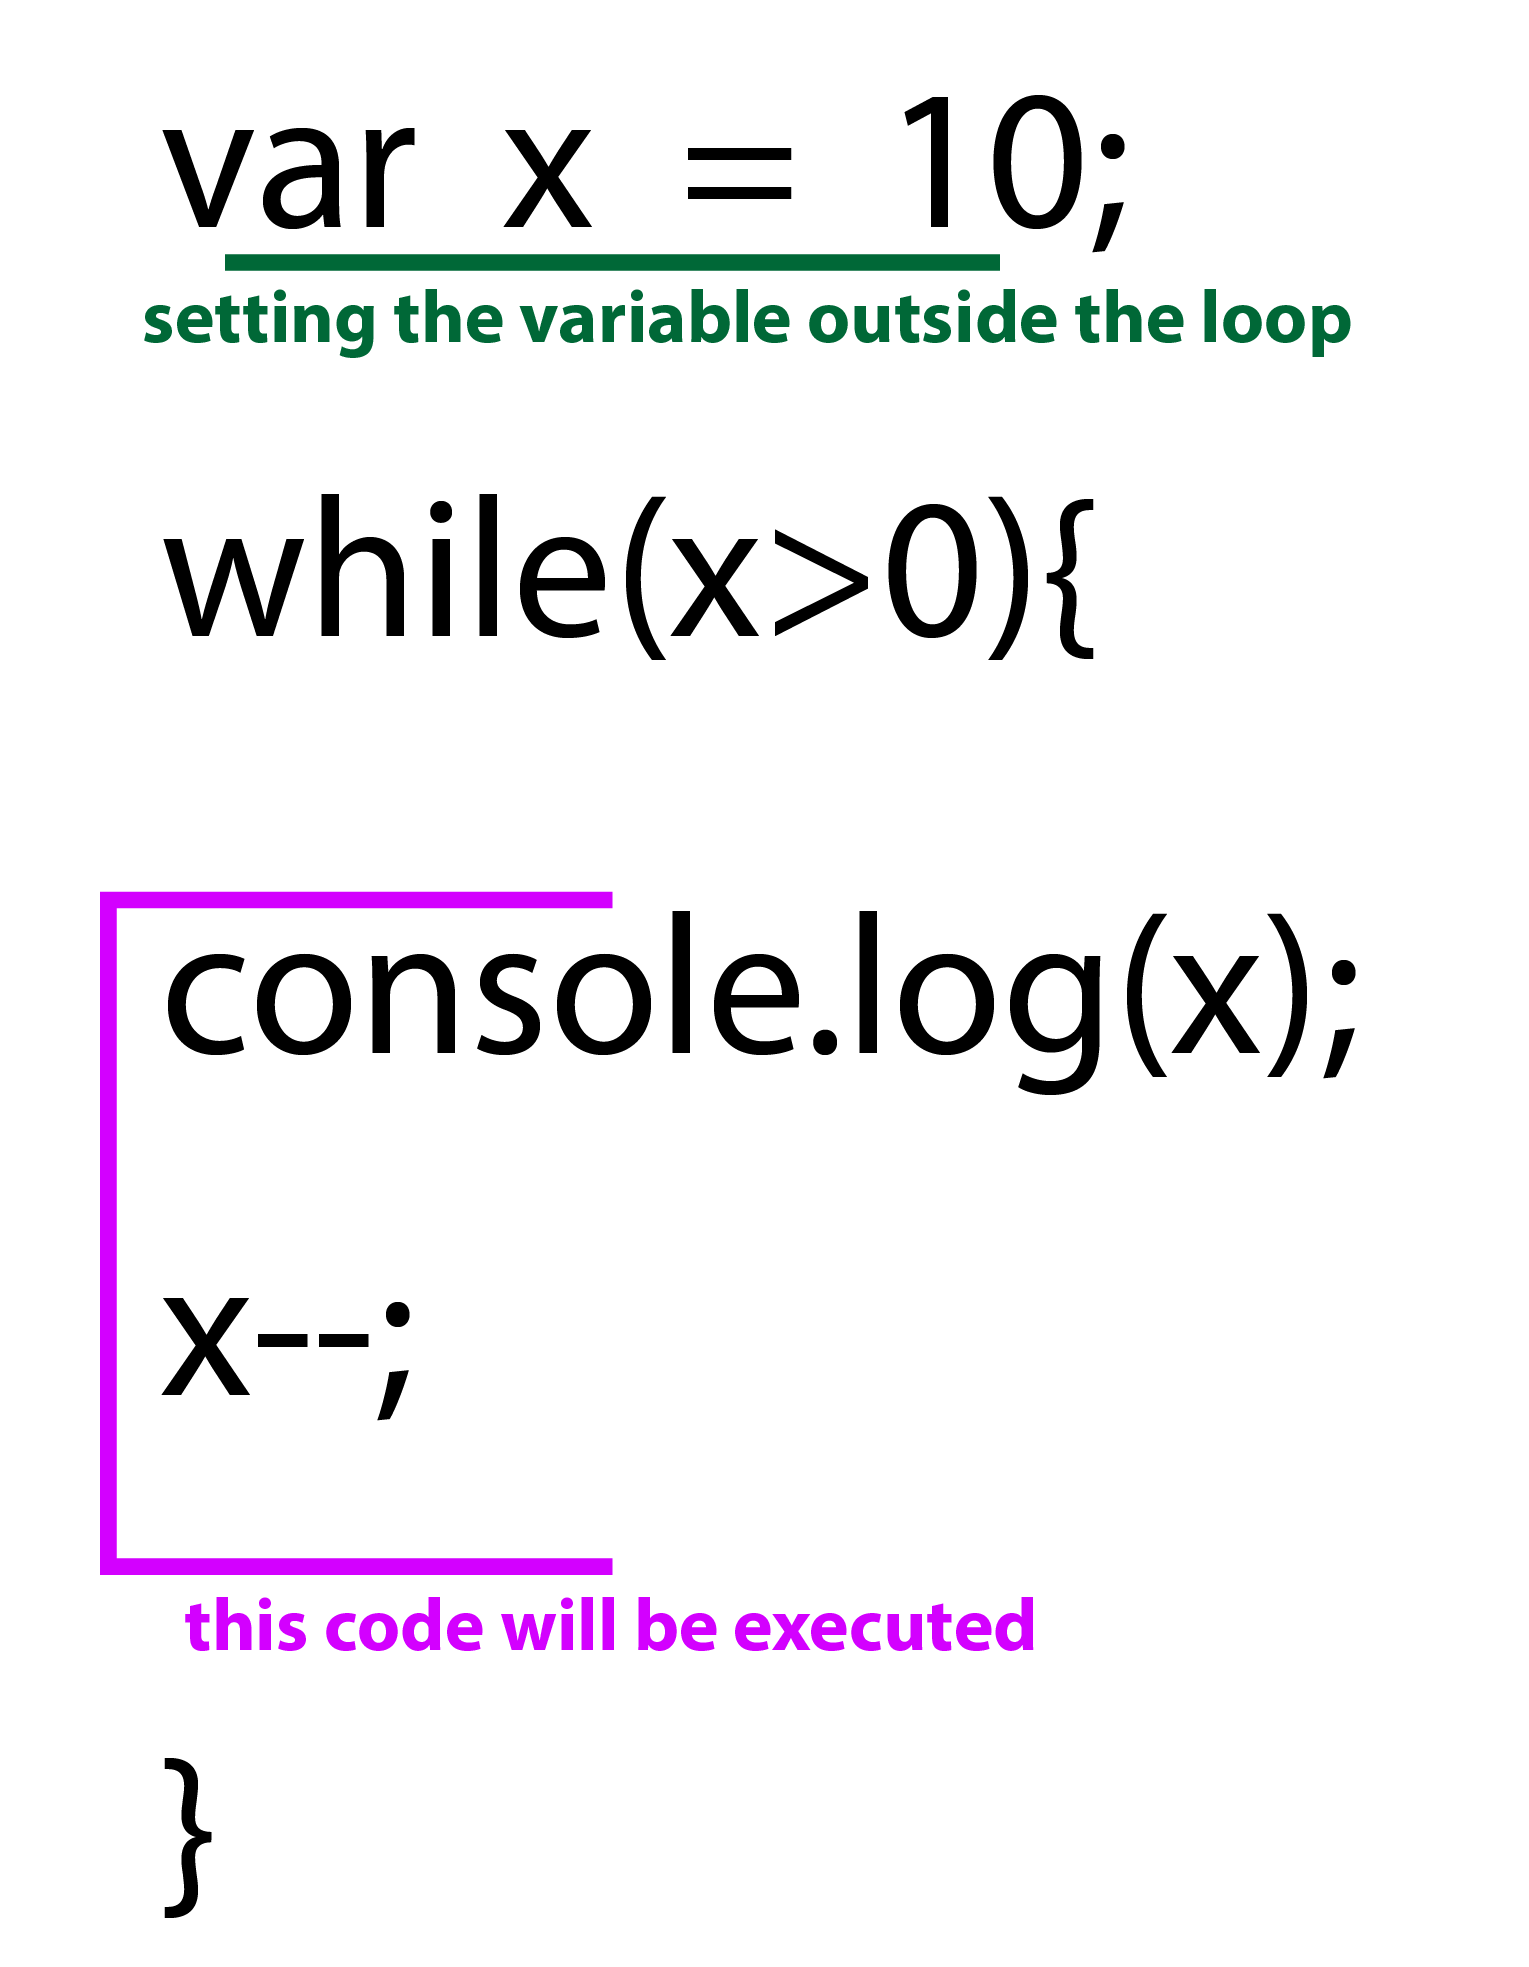 var x = 10;
setting the variable outside the loop
while(x>0){
console.log(x);
x--;
this code will be executed
}